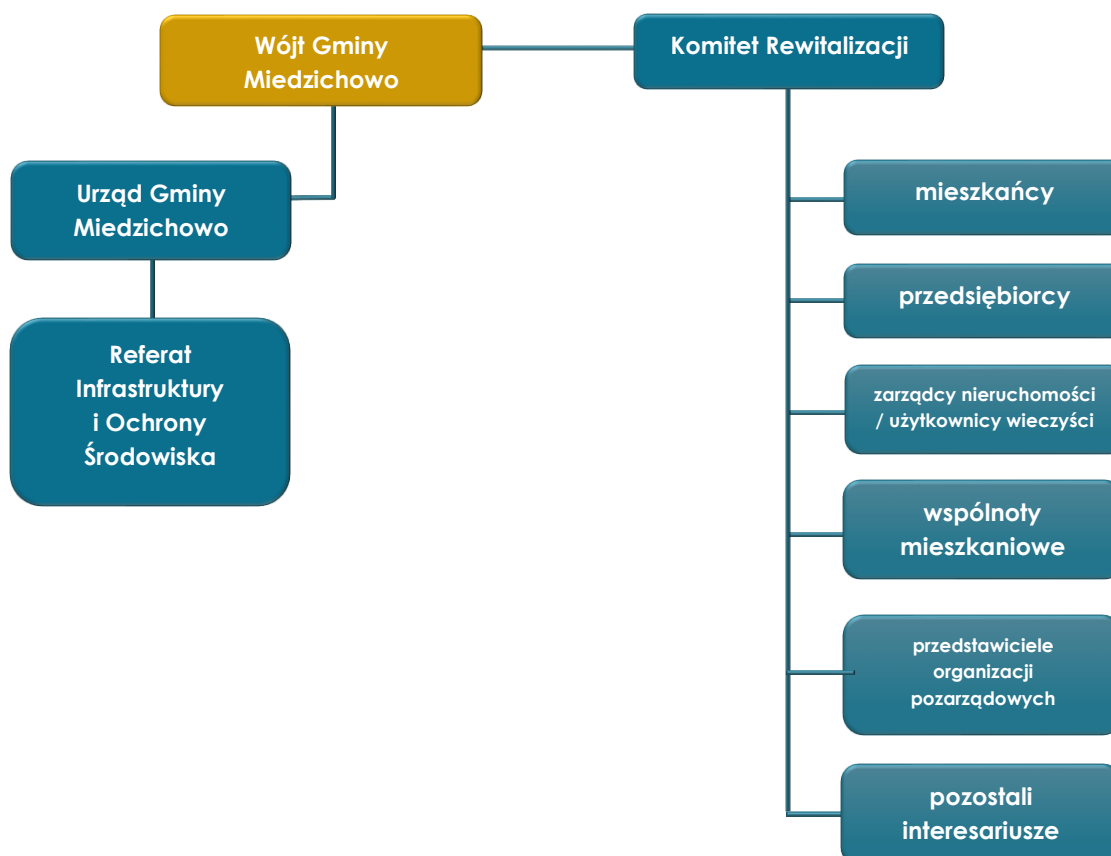 Wójt Gminy
Miedzichowo
Komitet Rewitalizacji
Urząd Gminy
Miedzichowo
Referat
Infrastruktury
i Ochrony
Środowiska
mieszkańcy
przedsiębiorcy
zarządcy nieruchomości
/ użytkownicy wieczyści
wspólnoty
mieszkaniowe
przedstawiciele
organizacji
pozarządowych
pozostali
interesariusze